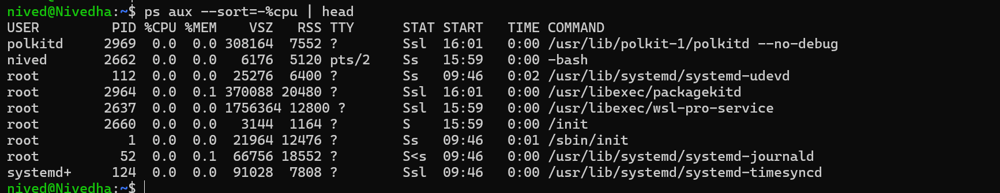 nived@Nivedha:~$ ps aux --sort=-%cpu | head
USER         PID %CPU %MEM    VSZ   RSS TTY      STAT START   TIME COMMAND
polkitd     2969  0.0  0.0 308164  7552 ?        Ssl  16:01   0:00 /usr/lib/polkit-1/polkitd --no-debug
nived       2662  0.0  0.0   6176  5120 pts/2    Ss   15:59   0:00 -bash
root         112  0.0  0.0  25276  6400 ?        Ss   09:46   0:02 /usr/lib/systemd/systemd-udevd
root        2964  0.0  0.1 370088 20480 ?        Ssl  16:01   0:00 /usr/libexec/packagekitd
root        2637  0.0  0.0 1756364 12800 ?       Ssl  15:59   0:00 /usr/libexec/wsl-pro-service
root        2660  0.0  0.0   3144  1164 ?        S    15:59   0:00 /init
root           1  0.0  0.0  21964 12476 ?        Ss   09:46   0:01 /sbin/init
root          52  0.0  0.1  66756 18552 ?        S<s  09:46   0:00 /usr/lib/systemd/systemd-journald
systemd+     124  0.0  0.0  91028  7808 ?        Ssl  09:46   0:00 /usr/lib/systemd/systemd-timesyncd
nived@Nivedha:~$